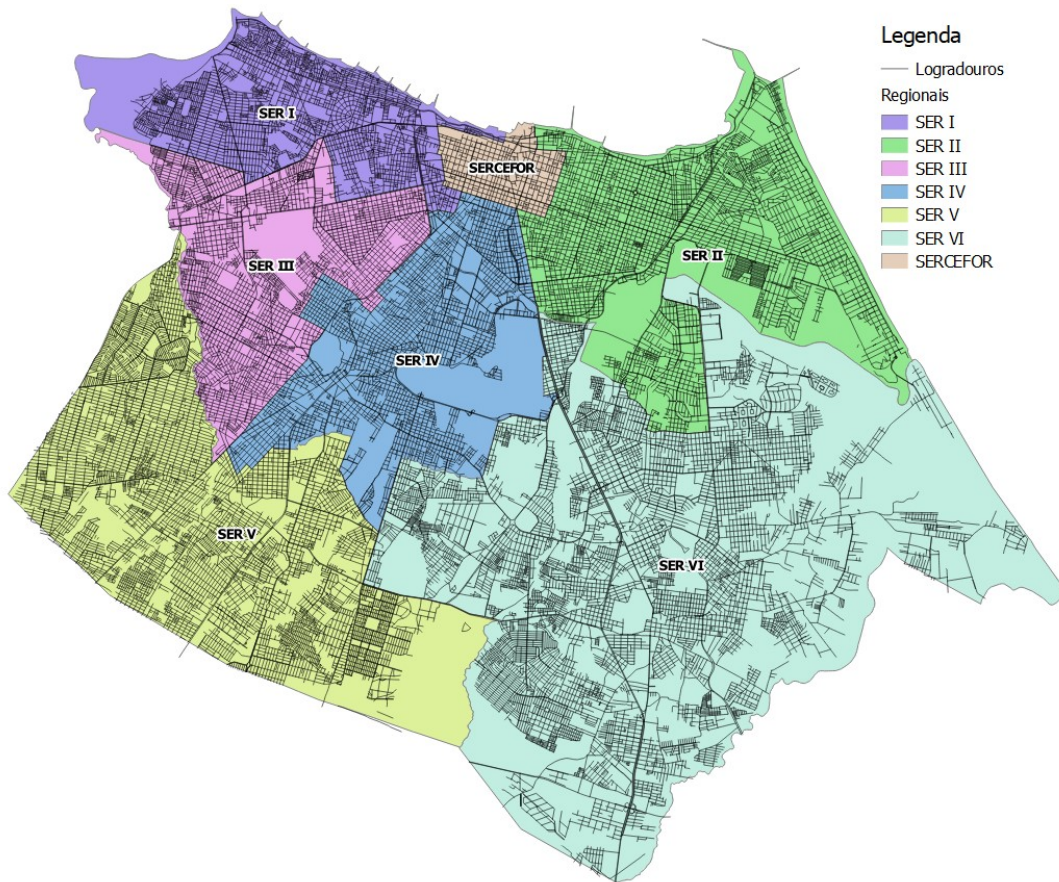 Legenda
Logradouros
Regionais
SER I
SER II
SER III
SER IV
SER V
SER VI
SERCEFOR
SER I
SERCEFOR
SER II
SER III
SER IV
SER V
SER VI